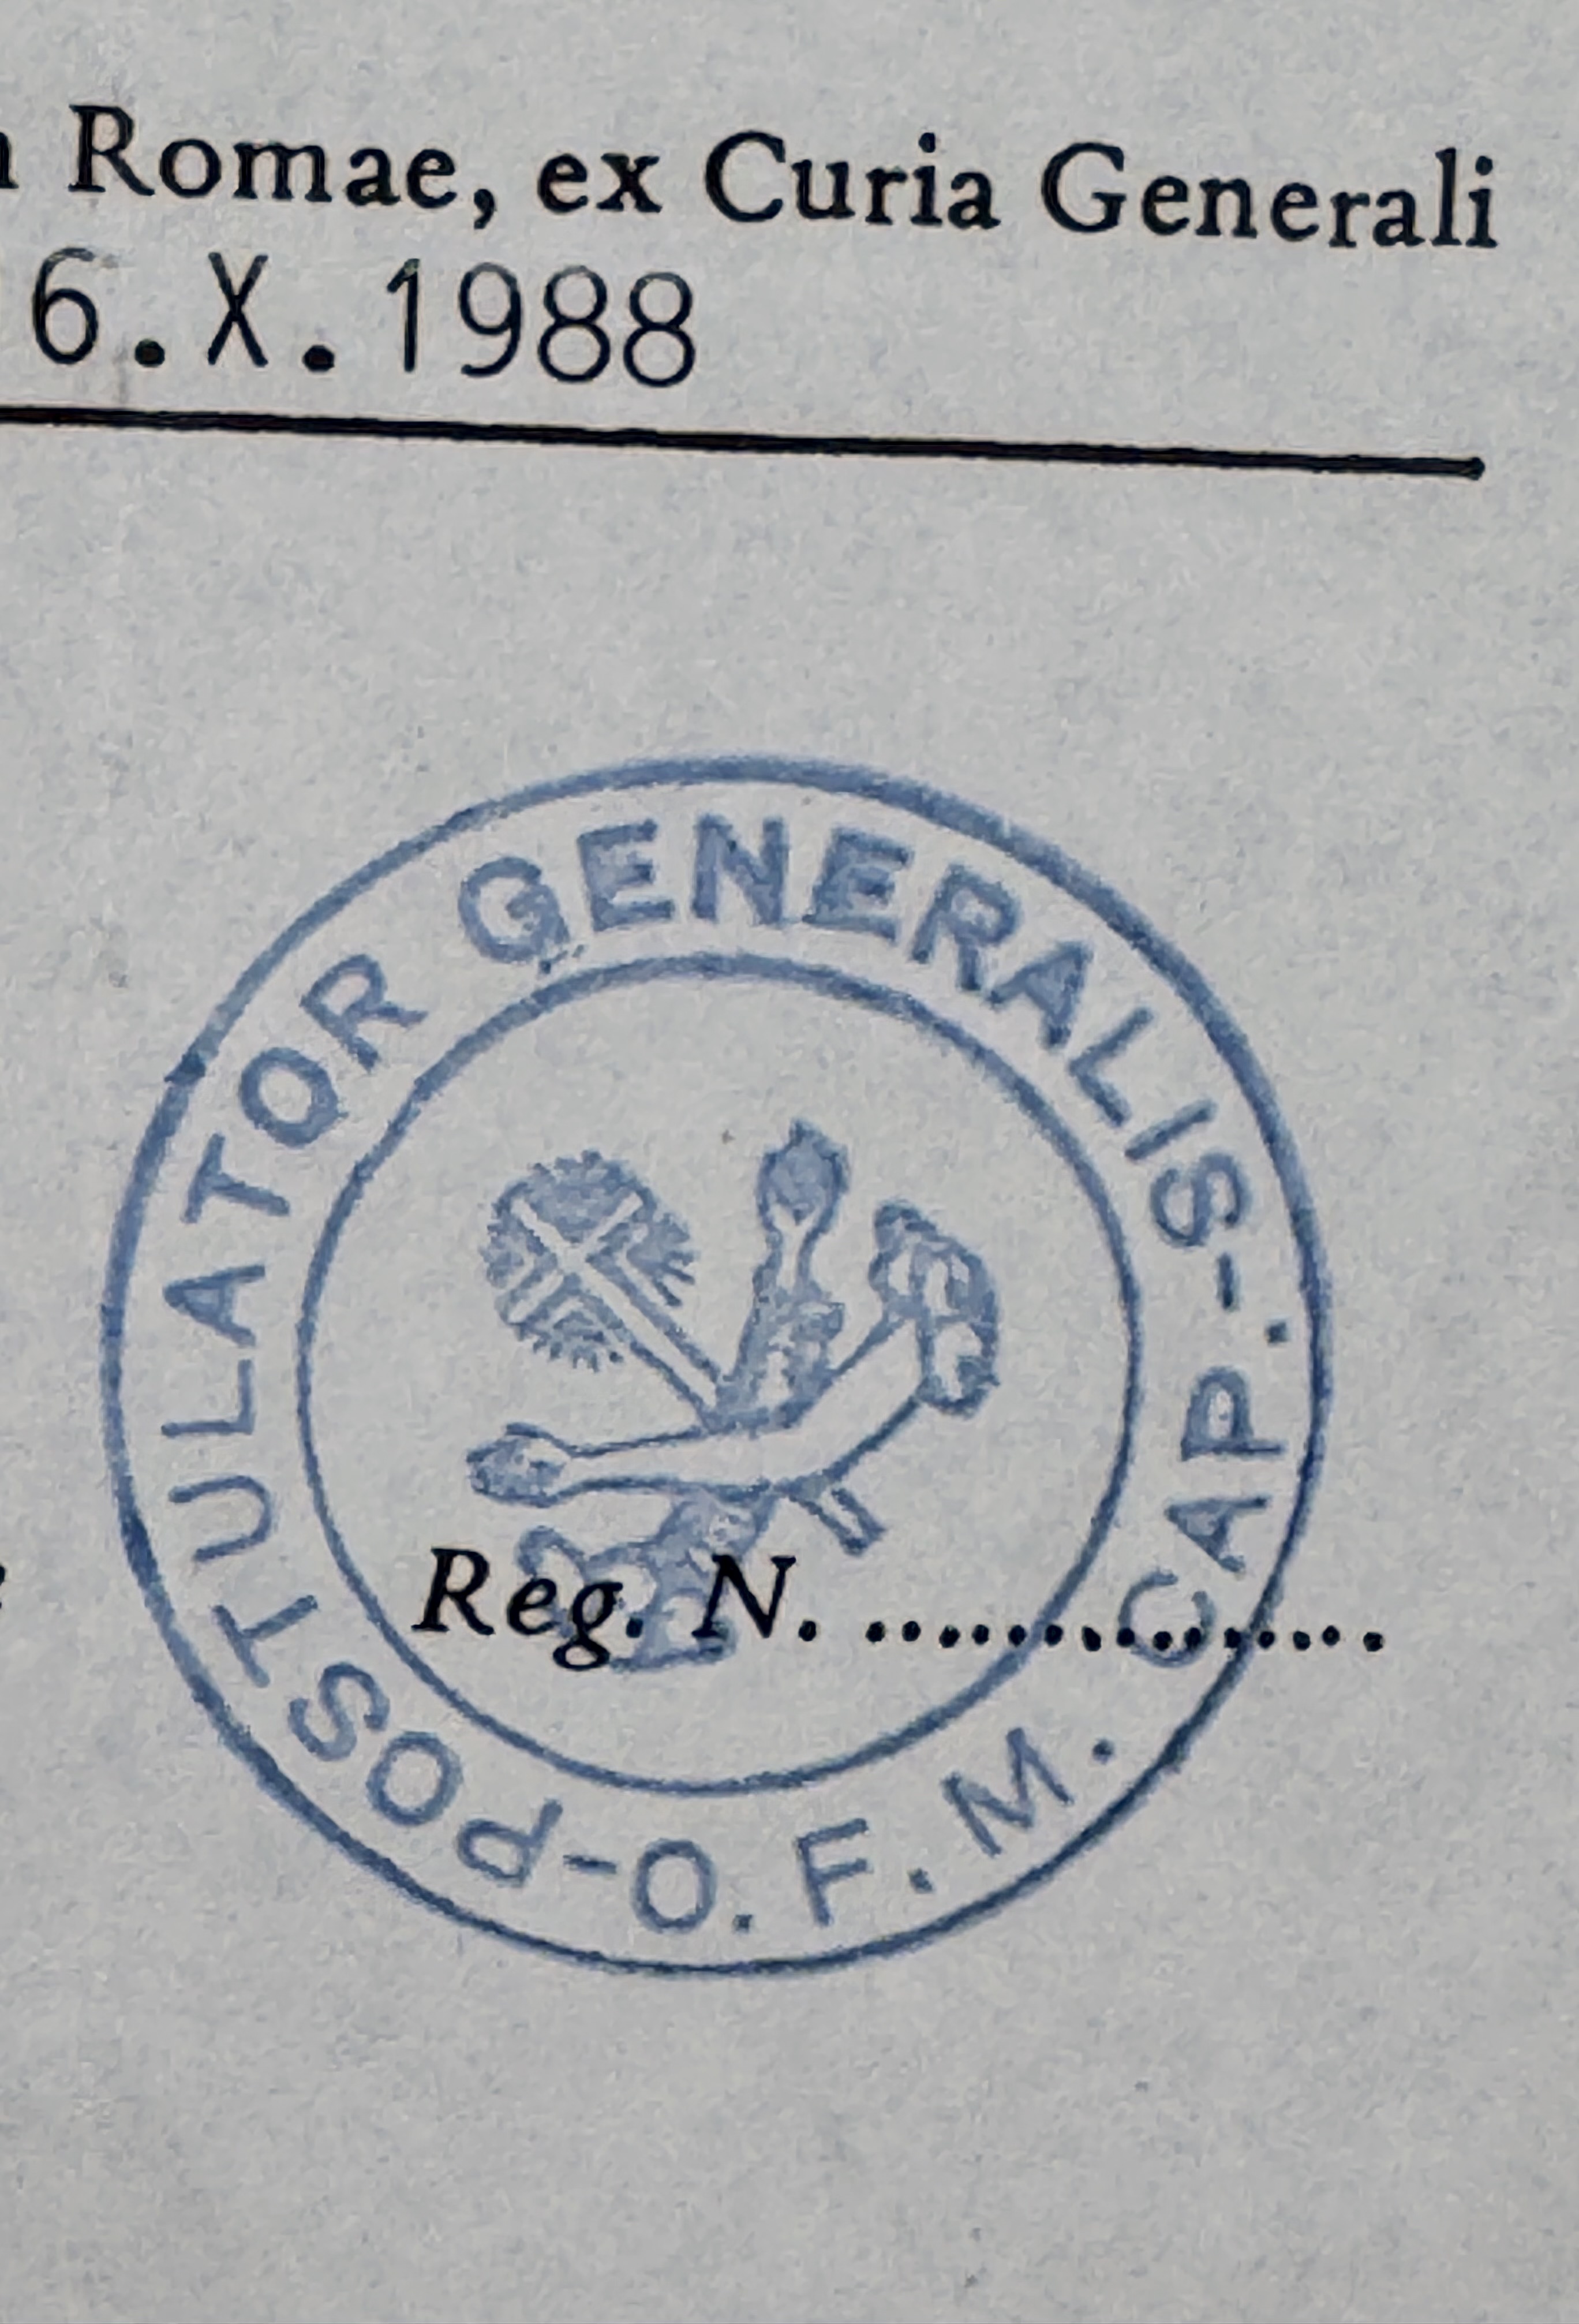 Romae, ex Curia Generali
6.X.1988
POSTULATOR GENERALIS - O.F.M. CAP. -
Reg. N. ................